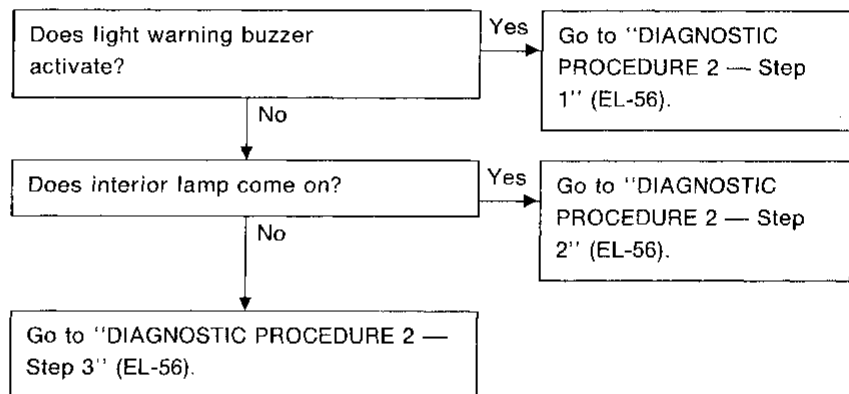 Does light warning buzzer
activate?
Yes
Go to "DIAGNOSTIC
PROCEDURE 2 — Step
1" (EL-56).
No
Does interior lamp come on?
Yes
Go to "DIAGNOSTIC
PROCEDURE 2 — Step
2" (EL-56).
No
Go to "DIAGNOSTIC PROCEDURE 2 —
Step 3" (EL-56).